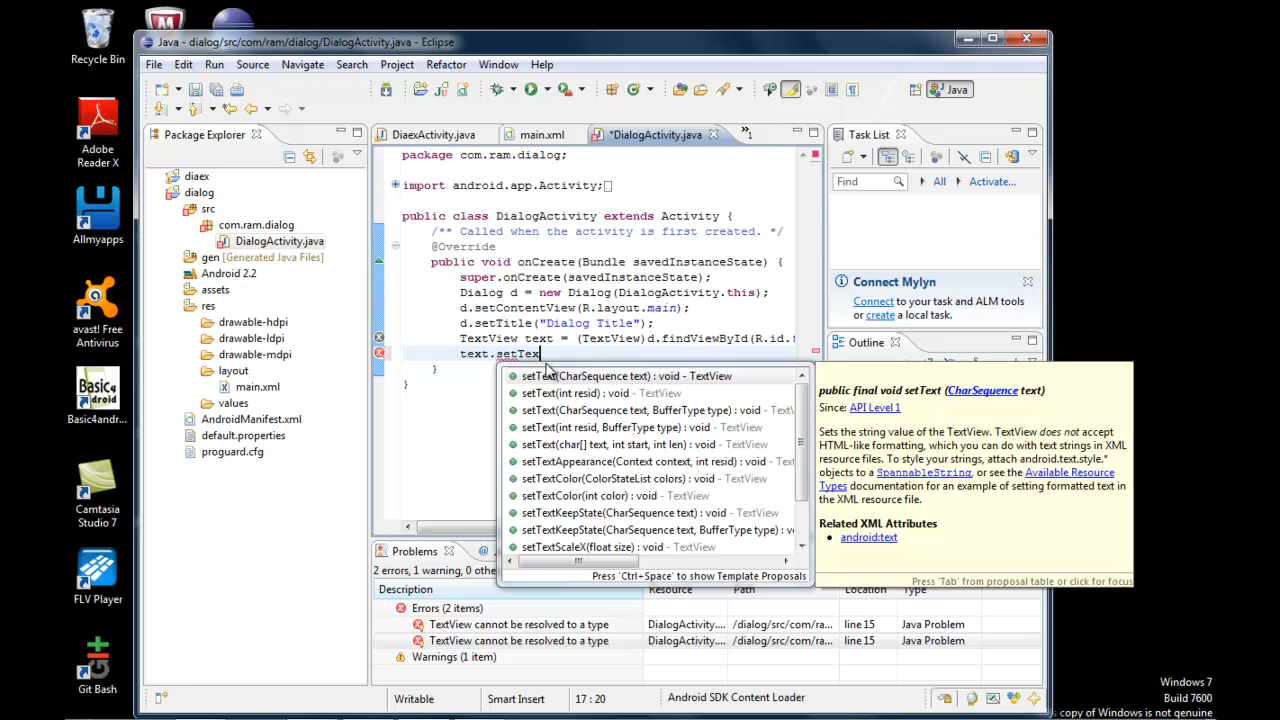 Recycle Bin
Adobe
Reader X
Allmyapps
avast! Free
Antivirus
Basic4
android
Basic4andr...
Camtasia
Studio 7
FLV Player
Git Bash
Java - dialog/src/com/ram/dialog/DialogActivity.java - Eclipse
File Edit Run Source Navigate Search Project Refactor Window Help
Java
Package Explorer
diaex
dialog
src
com.ram.dialog
DialogActivity.java
gen [Generated Java Files]
Android 2.2
assets
res
drawable-hdpi
drawable-ldpi
drawable-mdpi
layout
main.xml
values
AndroidManifest.xml
default.properties
proguard.cfg
DiaexActivity.java main.xml *DialogActivity.java »1
package com.ram.dialog;
import android.app.Activity;
public class DialogActivity extends Activity {
/** Called when the activity is first created. */
@Override
public void onCreate(Bundle savedInstanceState) {
super.onCreate(savedInstanceState);
Dialog d = new Dialog(DialogActivity.this);
d.setContentView(R.layout.main);
d.setTitle("Dialog Title");
TextView text = (TextView)d.findViewById(R.id.
text.setTex
}
}
setText(CharSequence text) : void - TextView
setText(int resid) : void - TextView
setText(CharSequence text, BufferType type) : void - TextV
setText(int resid, BufferType type) : void - TextView
setText(char[] text, int start, int len) : void - TextView
setTextAppearance(Context context, int resid) : void - TextV
setTextColor(ColorStateList colors) : void - TextView
setTextColor(int color) : void - TextView
setTextKeepState(CharSequence text) : void - TextView
setTextKeepState(CharSequence text, BufferType type) : v
setTextScaleX(float size) : void - TextView
Press 'Ctrl+Space' to show Template Proposals
public final void setText (CharSequence text)
Since: API Level 1
Sets the string value of the TextView. TextView does not accept
HTML-like formatting, which you can do with text strings in XML
resource files. To style your strings, attach android.text.style.*
objects to a SpannableString, or see the Available Resource
Types documentation for an example of setting formatted text in
the XML resource file.
Related XML Attributes
android:text
Press 'Tab' from proposal table or click for focus
Task List
Find All Activate...
Connect Mylyn
Connect to your task and ALM tools
or create a local task.
Outline
Problems @
2 errors, 1 warning, 0 othe
Description Resource Path Location Type
Errors (2 items)
TextView cannot be resolved to a type DialogActivity.... /dialog/src/com/ra... line 15 Java Problem
TextView cannot be resolved to a type DialogActivity.... /dialog/src/com/ra... line 15 Java Problem
Warnings (1 item)
Writable Smart Insert 17 : 20 Android SDK Content Loader
Windows 7
Build 7600
s copy of Windows is not genuine